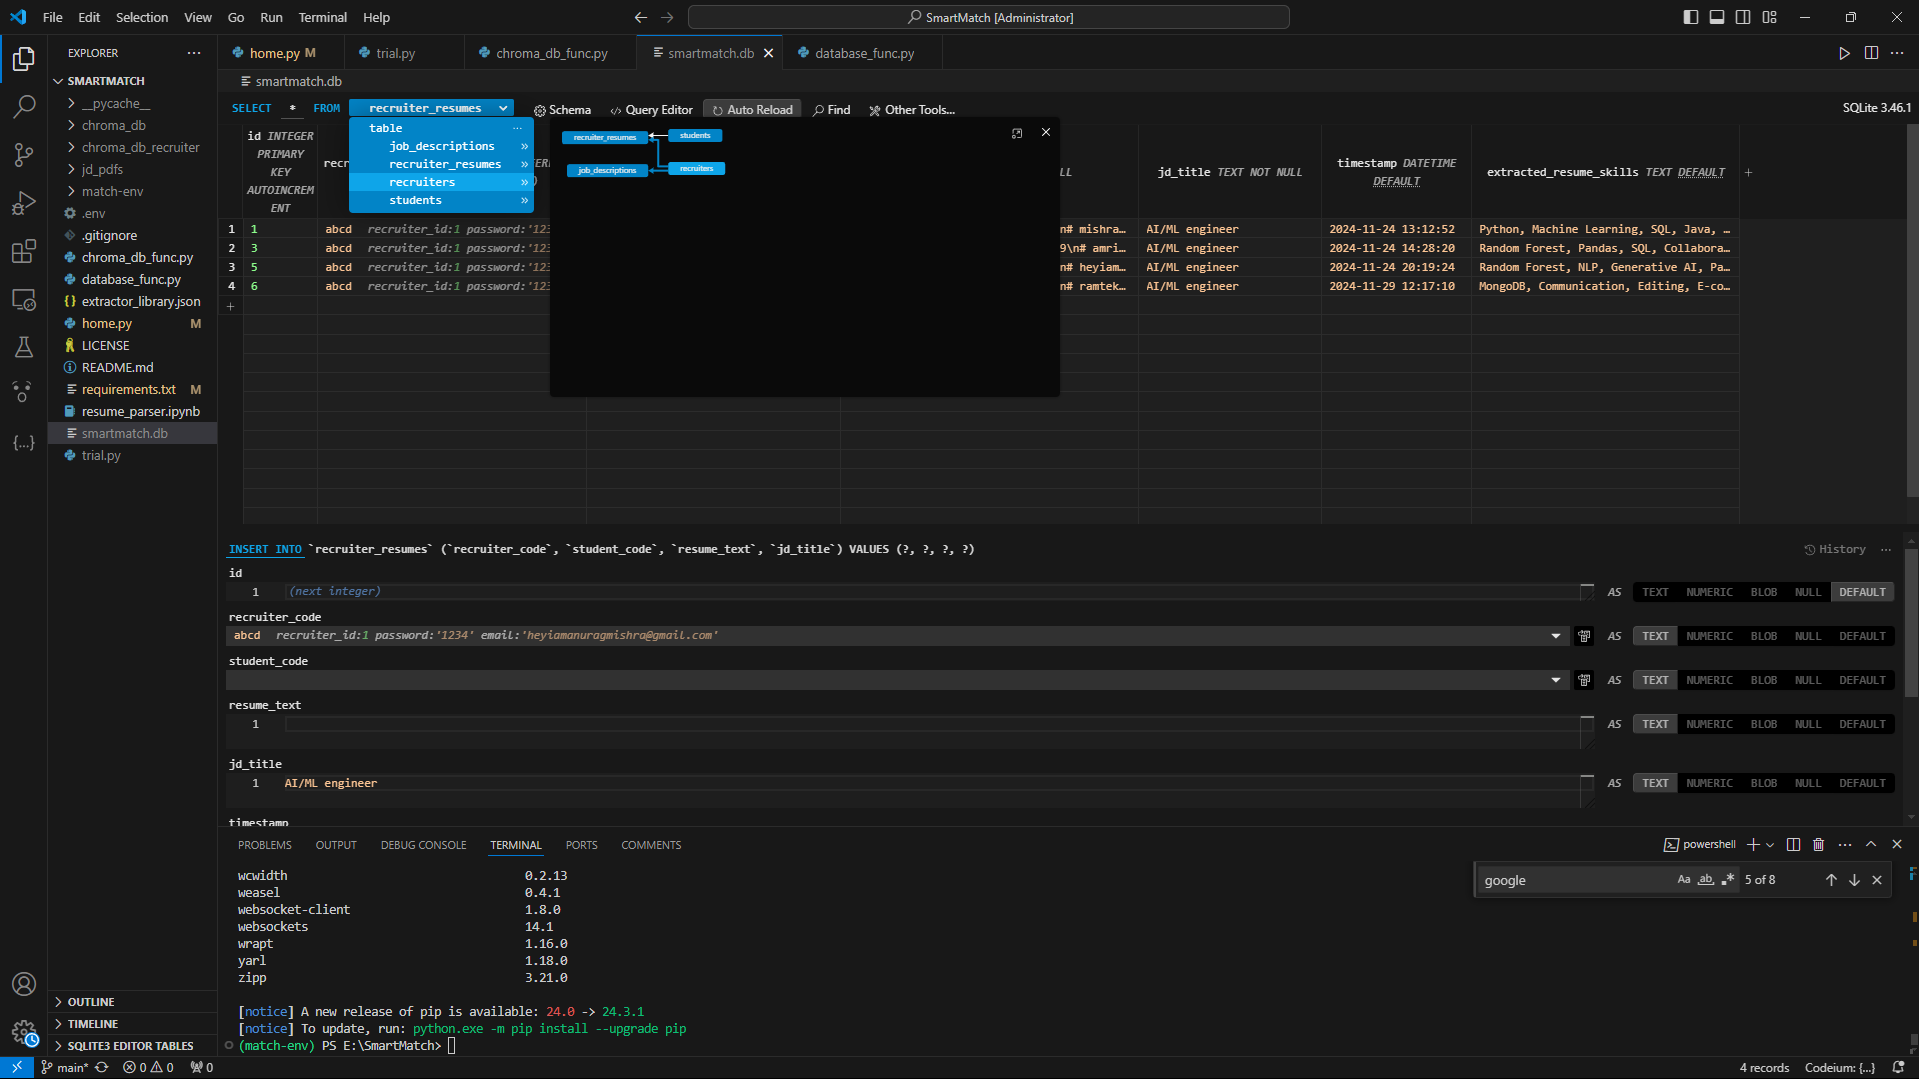 File Edit Selection View Go Run Terminal Help
SmartMatch [Administrator]
EXPLORER
home.py M
trial.py
chroma_db_func.py
smartmatch.db
database_func.py
SMARTMATCH
__pycache__
chroma_db
chroma_db_recruiter
jd_pdfs
match-env
.env
.gitignore
chroma_db_func.py
database_func.py
extractor_library.json
home.py M
LICENSE
README.md
requirements.txt M
resume_parser.ipynb
smartmatch.db
trial.py
OUTLINE
TIMELINE
SQLITE3 EDITOR TABLES
smartmatch.db
SELECT * FROM recruiter_resumes Schema Query Editor Auto Reload Find Other Tools... SQLite 3.46.1
table ...
job_descriptions »
recruiter_resumes »
recruiters »
students »
recruiter_resumes students
job_descriptions recruiters
id INTEGER PRIMARY KEY AUTOINCREMENT
jd_title TEXT NOT NULL
timestamp DATETIME DEFAULT
extracted_resume_skills TEXT DEFAULT
+
1 1 abcd recruiter_id:1 password:'123 n# mishra… AI/ML engineer 2024-11-24 13:12:52 Python, Machine Learning, SQL, Java, …
2 3 abcd recruiter_id:1 password:'123 9\n# amri… AI/ML engineer 2024-11-24 14:28:20 Random Forest, Pandas, SQL, Collabora…
3 5 abcd recruiter_id:1 password:'123 n# heyiam… AI/ML engineer 2024-11-24 20:19:24 Random Forest, NLP, Generative AI, Pa…
4 6 abcd recruiter_id:1 password:'123 n# ramtek… AI/ML engineer 2024-11-29 12:17:10 MongoDB, Communication, Editing, E-co…
+
INSERT INTO `recruiter_resumes` (`recruiter_code`, `student_code`, `resume_text`, `jd_title`) VALUES (?, ?, ?, ?) History ...
id
1 (next integer) AS TEXT NUMERIC BLOB NULL DEFAULT
recruiter_code
abcd recruiter_id:1 password:'1234' email:'heyiamanuragmishra@gmail.com' AS TEXT NUMERIC BLOB NULL DEFAULT
student_code
AS TEXT NUMERIC BLOB NULL DEFAULT
resume_text
1 AS TEXT NUMERIC BLOB NULL DEFAULT
jd_title
1 AI/ML engineer AS TEXT NUMERIC BLOB NULL DEFAULT
timestamp
PROBLEMS OUTPUT DEBUG CONSOLE TERMINAL PORTS COMMENTS powershell
google Aa ab 5 of 8
wcwidth 0.2.13
weasel 0.4.1
websocket-client 1.8.0
websockets 14.1
wrapt 1.16.0
yarl 1.18.0
zipp 3.21.0
[notice] A new release of pip is available: 24.0 -> 24.3.1
[notice] To update, run: python.exe -m pip install --upgrade pip
(match-env) PS E:\SmartMatch>
main* 0 0 0 4 records Codeium: {...}